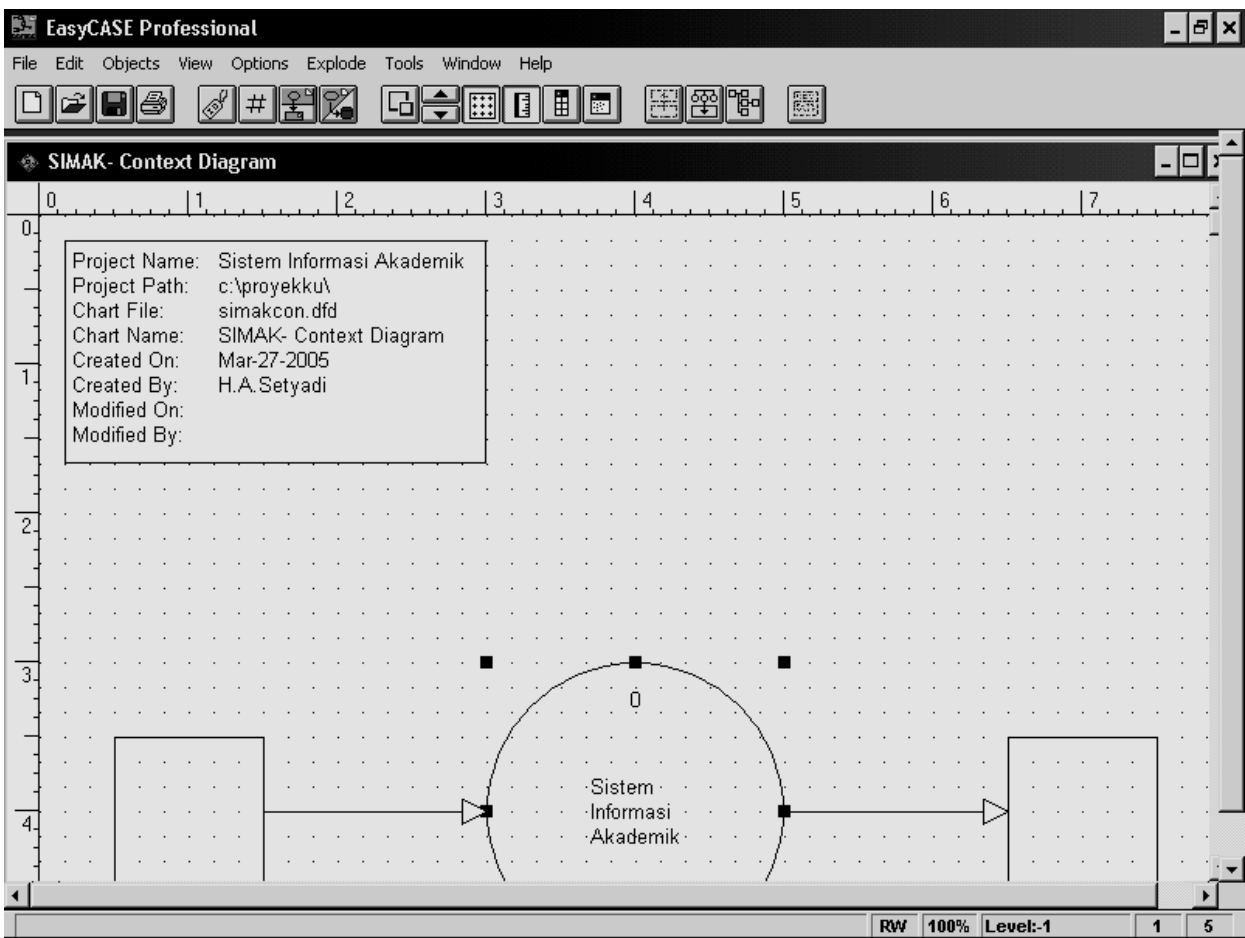 EasyCASE Professional
File Edit Objects View Options Explode Tools Window Help
#
SIMAK- Context Diagram
0 1 2 3 4 5 6 7
0
Project Name: Sistem Informasi Akademik
Project Path: c:\proyekku\
Chart File: simakcon.dfd
Chart Name: SIMAK- Context Diagram
Created On: Mar-27-2005
Created By: H.A.Setyadi
Modified On:
Modified By:
1
2
3
0
Sistem
Informasi
Akademik
4
RW 100% Level:-1 1 5